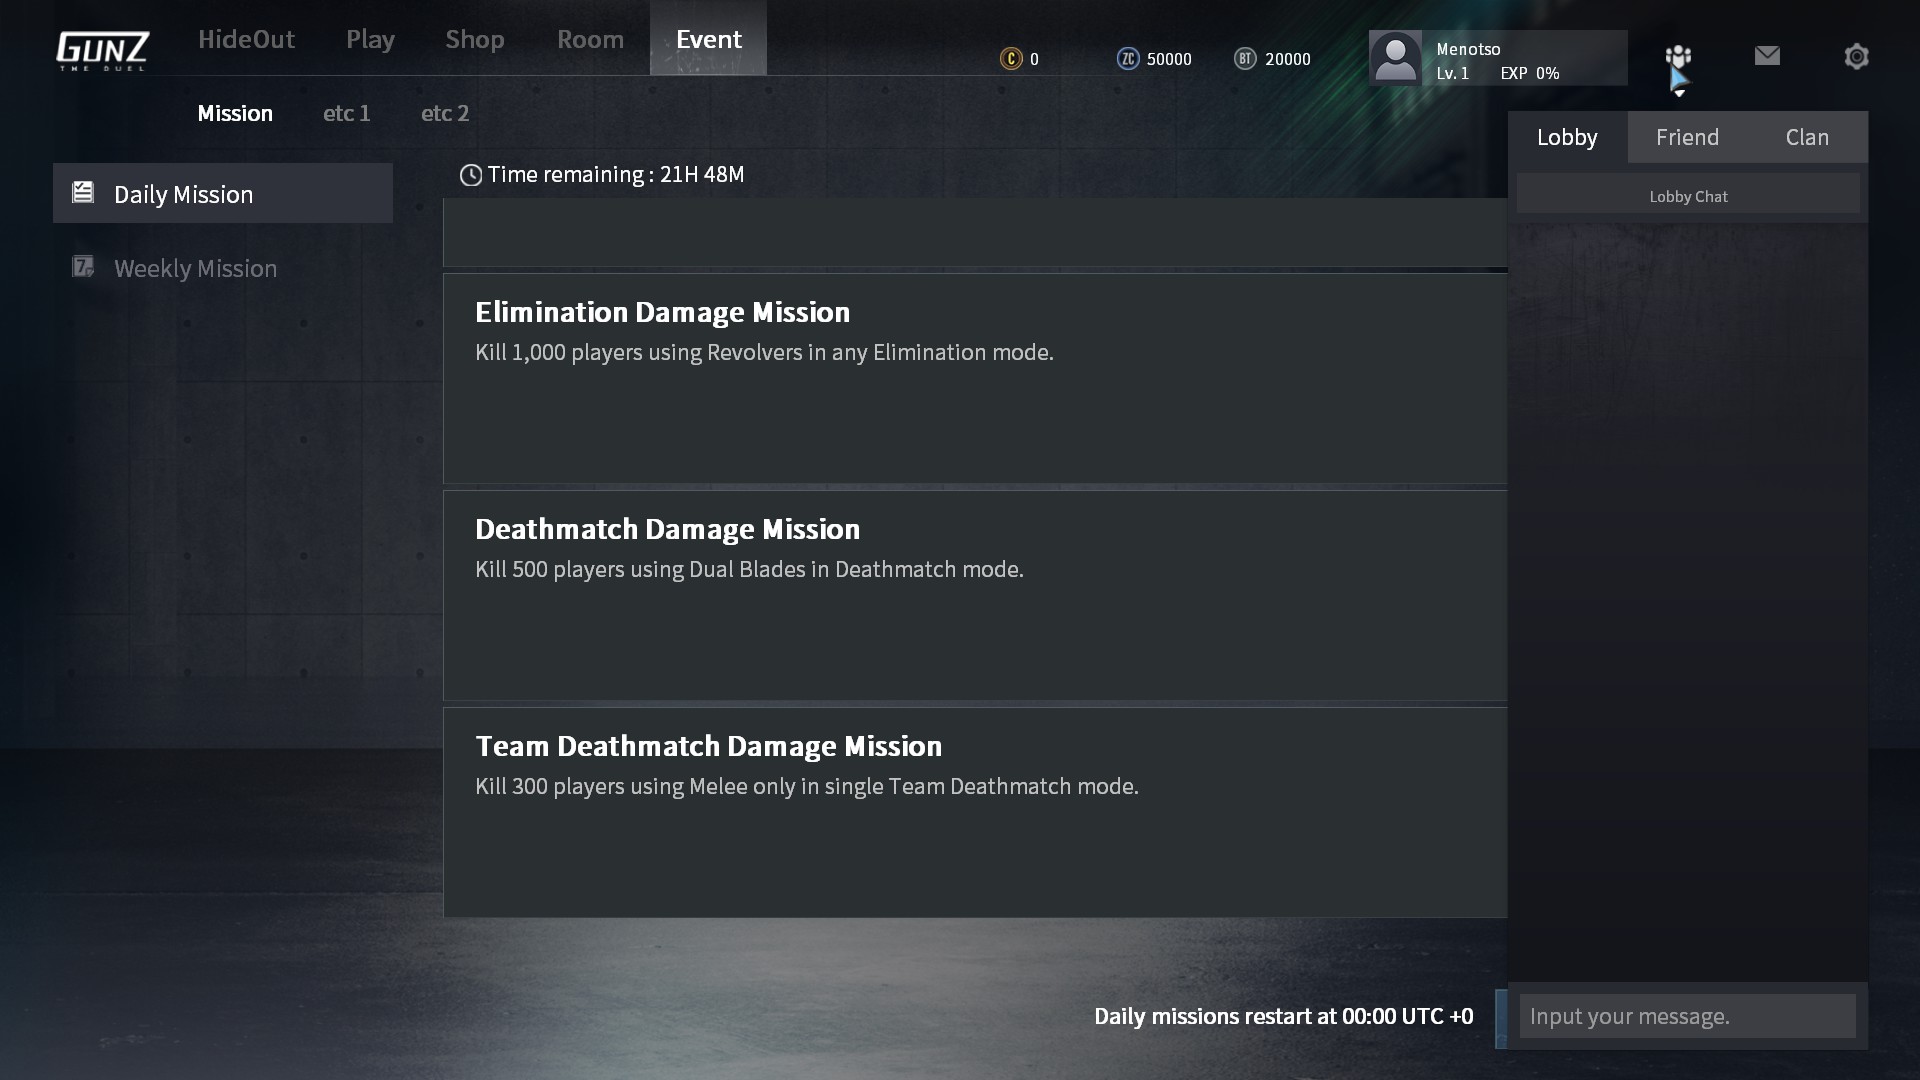 GUNZ
THE DUEL
HideOut
Play
Shop
Room
Event
C 0
ZC 50000
BT 20000
Menotso
Lv. 1 EXP 0%
Mission
etc 1
etc 2
Lobby
Friend
Clan
Daily Mission
Weekly Mission
Time remaining : 21H 48M
Lobby Chat
Elimination Damage Mission
Kill 1,000 players using Revolvers in any Elimination mode.
Deathmatch Damage Mission
Kill 500 players using Dual Blades in Deathmatch mode.
Team Deathmatch Damage Mission
Kill 300 players using Melee only in single Team Deathmatch mode.
Daily missions restart at 00:00 UTC +0
Input your message.